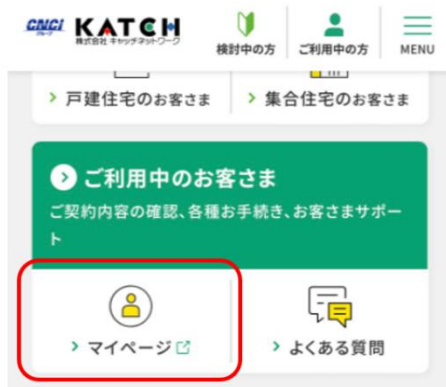 CNCI グループ KATCH
株式会社 キャッチネットワーク
検討中の方 ご利用中の方 MENU
戸建住宅のお客さま 集合住宅のお客さま
ご利用中のお客さま
ご契約内容の確認、各種お手続き、お客さまサポー
ト
マイページ よくある質問